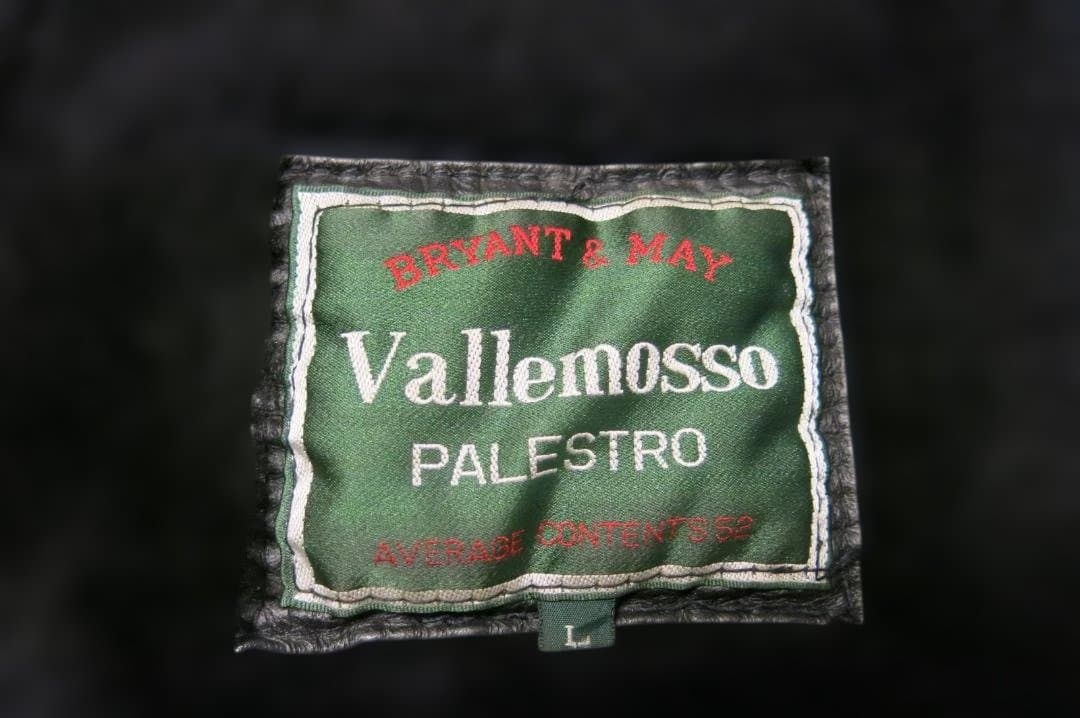 BRYANT & MAY
Vallemosso
PALESTRO
AVERAGE CONTENTS 52
L